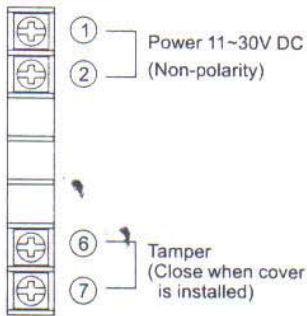 1
Power 11~30V DC
2
(Non-polarity)
6
Tamper
(Close when cover
7
is installed)